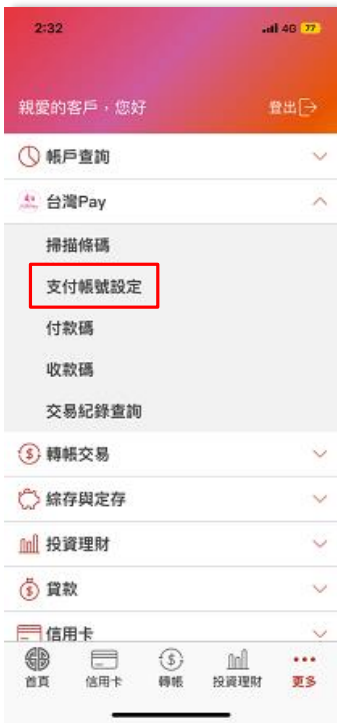 2:32
4G 77
親愛的客戶，您好
登出
帳戶查詢
台灣Pay
掃描條碼
支付帳號設定
付款碼
收款碼
交易紀錄查詢
轉帳交易
綜存與定存
投資理財
貸款
信用卡
首頁 信用卡 轉帳 投資理財 更多